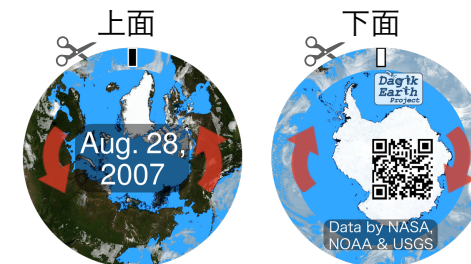 上面
下面
Dagik
Earth
Project
Aug. 28,
2007
Data by NASA,
NOAA & USGS